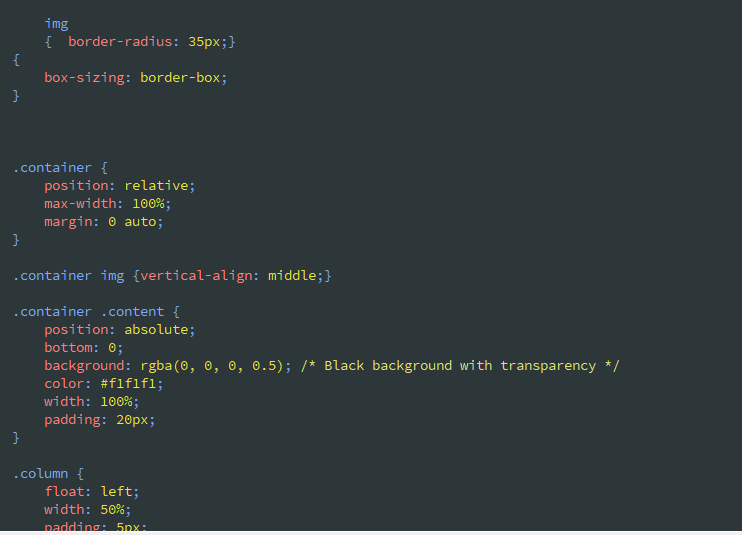 img
{  border-radius: 35px;}
{
box-sizing: border-box;
}
.container {
position: relative;
max-width: 100%;
margin: 0 auto;
}
.container img {vertical-align: middle;}
.container .content {
position: absolute;
bottom: 0;
background: rgba(0, 0, 0, 0.5); /* Black background with transparency */
color: #f1f1f1;
width: 100%;
padding: 20px;
}
.column {
float: left;
width: 50%;
padding: 5px;